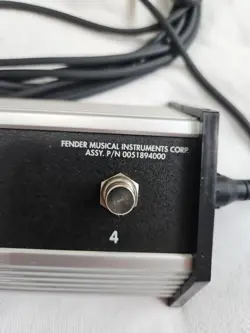 FENDER MUSICAL INSTRUMENTS CORP.
ASSY. P/N 0051894000
4